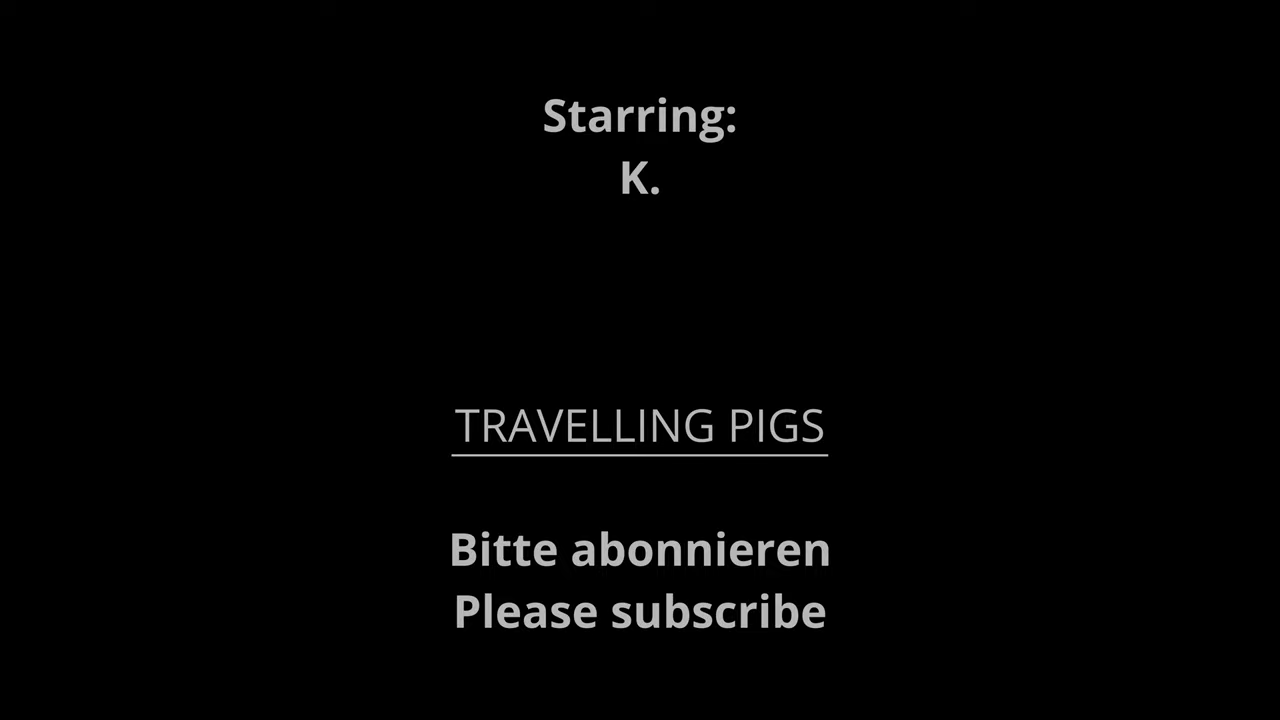 Starring:
K.
TRAVELLING PIGS
Bitte abonnieren
Please subscribe